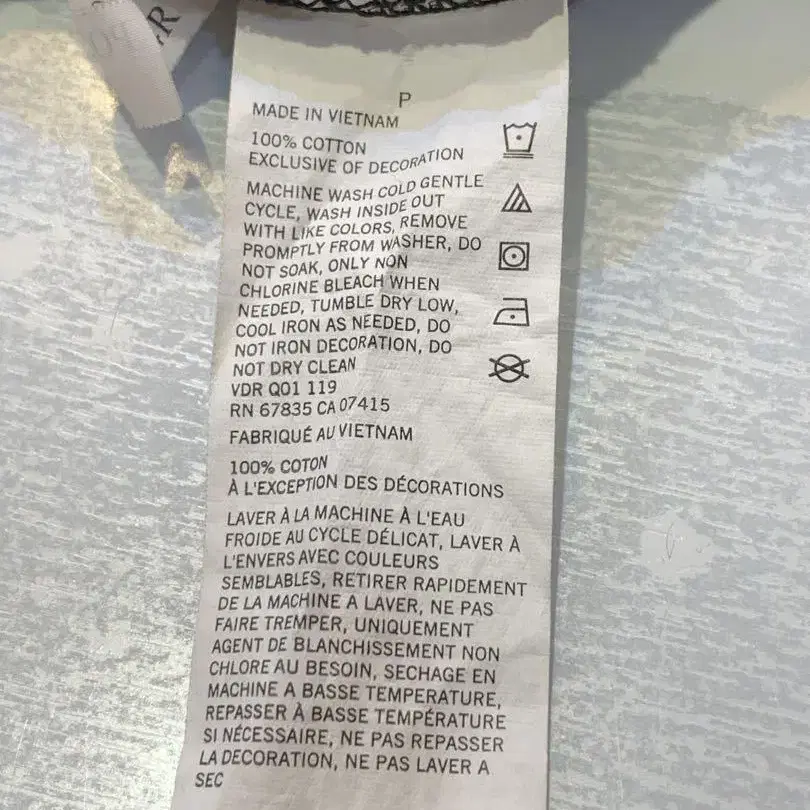 P
MADE IN VIETNAM
100% COTTON
EXCLUSIVE OF DECORATION
MACHINE WASH COLD GENTLE
CYCLE, WASH INSIDE OUT
WITH LIKE COLORS, REMOVE
PROMPTLY FROM WASHER, DO
NOT SOAK, ONLY NON
CHLORINE BLEACH WHEN
NEEDED, TUMBLE DRY LOW,
COOL IRON AS NEEDED, DO
NOT IRON DECORATION, DO
NOT DRY CLEAN
VDR Q01 119
RN 67835 CA 07415
FABRIQUÉ AU VIETNAM
100% COTON
À L'EXCEPTION DES DÉCORATIONS
LAVER À LA MACHINE À L'EAU
FROIDE AU CYCLE DÉLICAT, LAVER À
L'ENVERS AVEC COULEURS
SEMBLABLES, RETIRER RAPIDEMENT
DE LA MACHINE A LAVER, NE PAS
FAIRE TREMPER, UNIQUEMENT
AGENT DE BLANCHISSEMENT NON
CHLORE AU BESOIN, SECHAGE EN
MACHINE A BASSE TEMPERATURE,
REPASSER À BASSE TEMPÉRATURE
SI NÉCESSAIRE, NE PAS REPASSER
LA DECORATION, NE PAS LAVER A
SEC